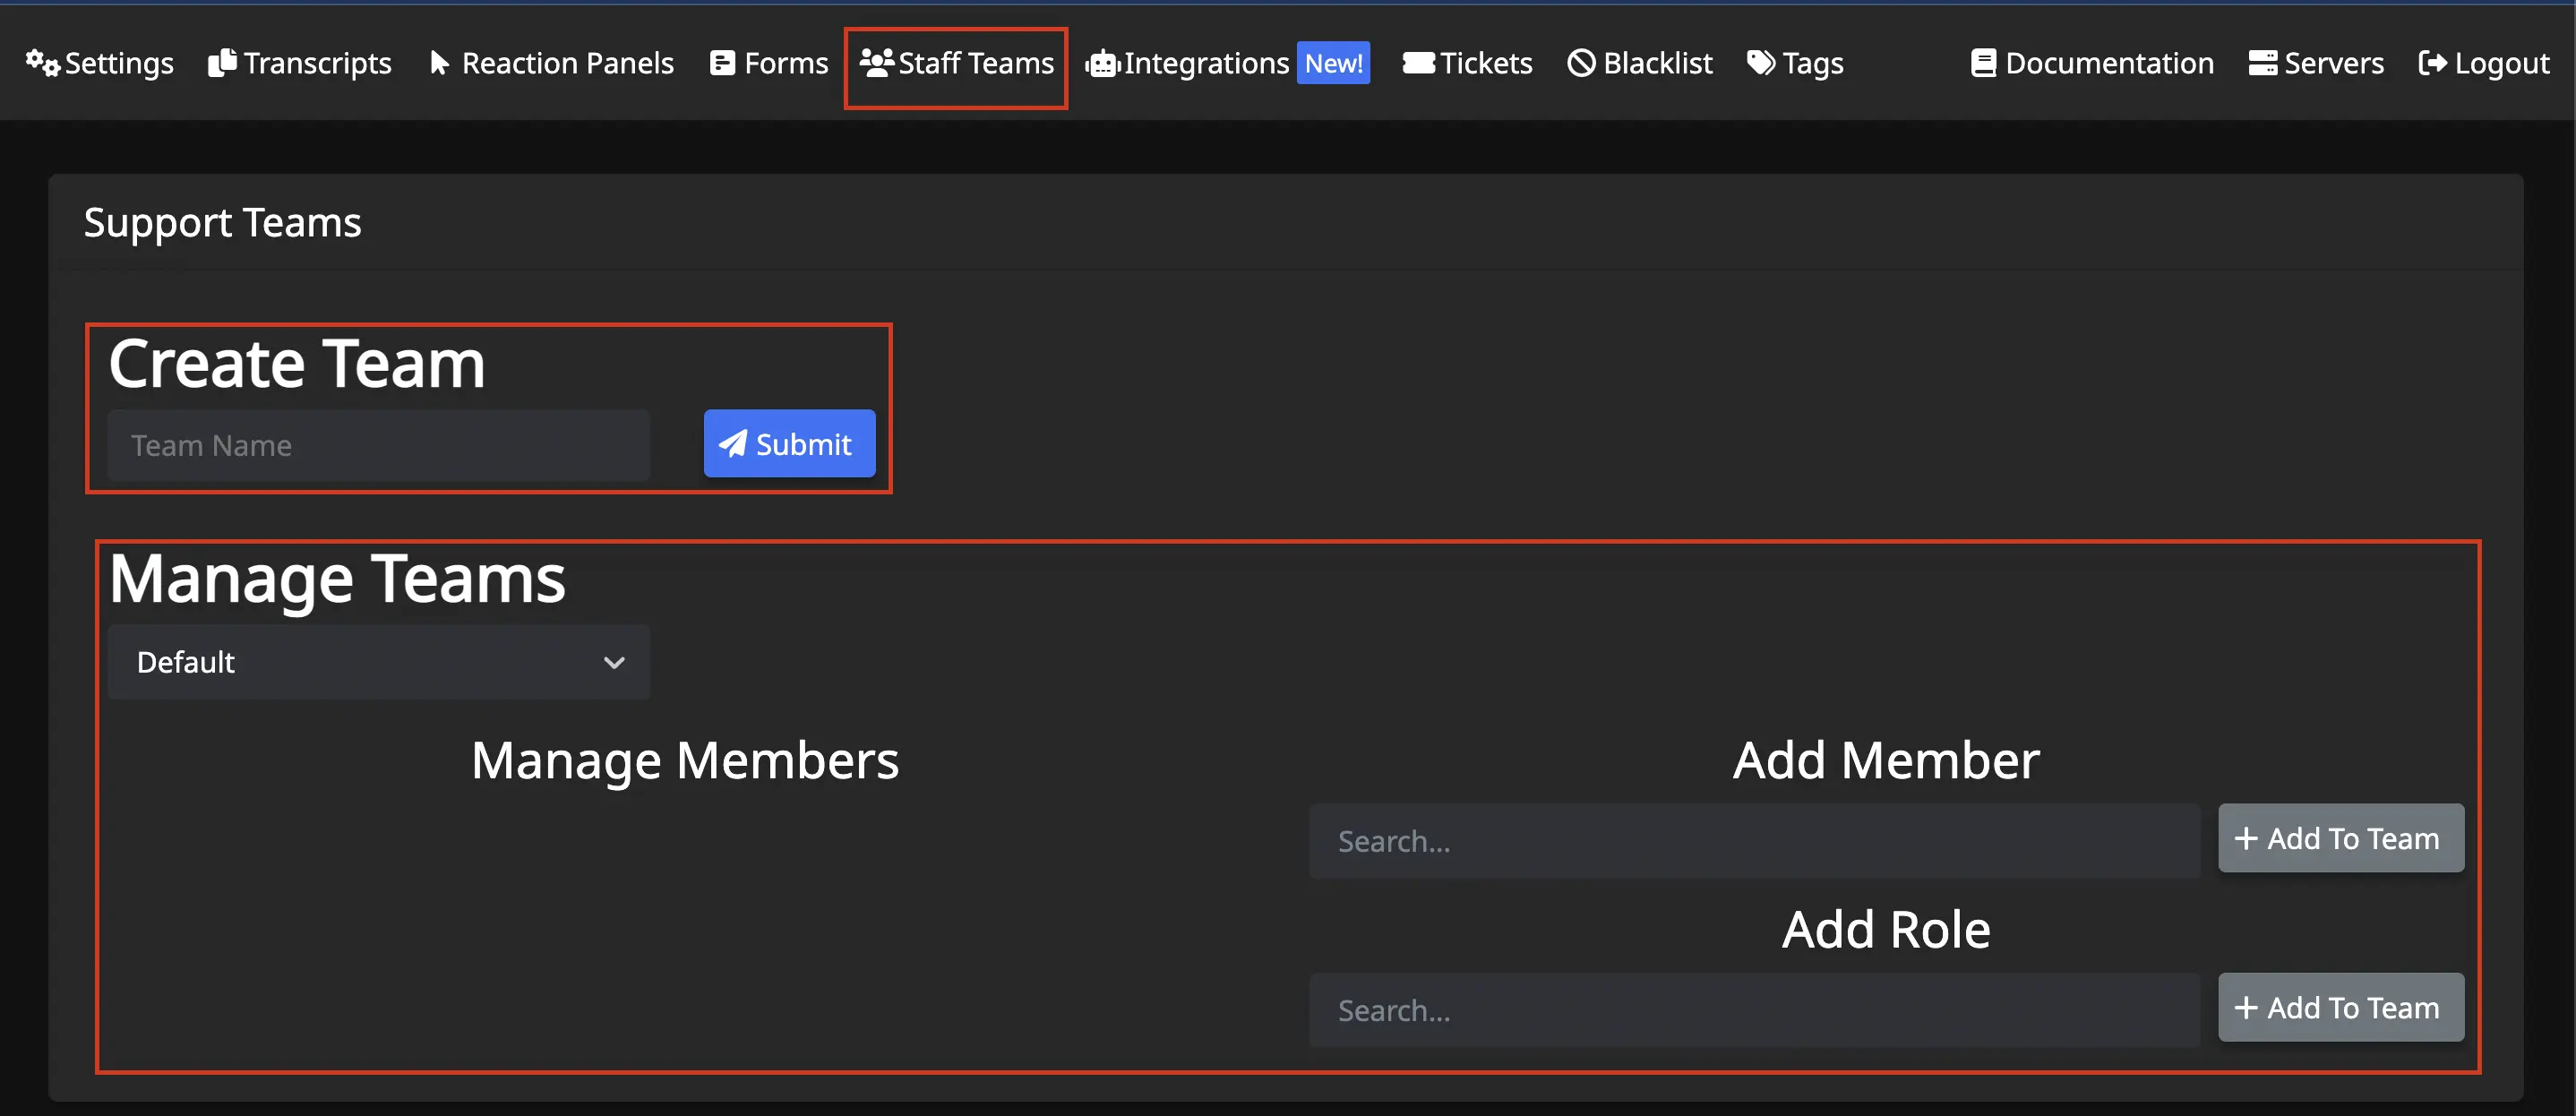 Settings Transcripts Reaction Panels Forms Staff Teams Integrations New! Tickets Blacklist Tags Documentation Servers Logout
Support Teams
Create Team
Team Name Submit
Manage Teams
Default
Manage Members
Add Member
Search... + Add To Team
Add Role
Search... + Add To Team